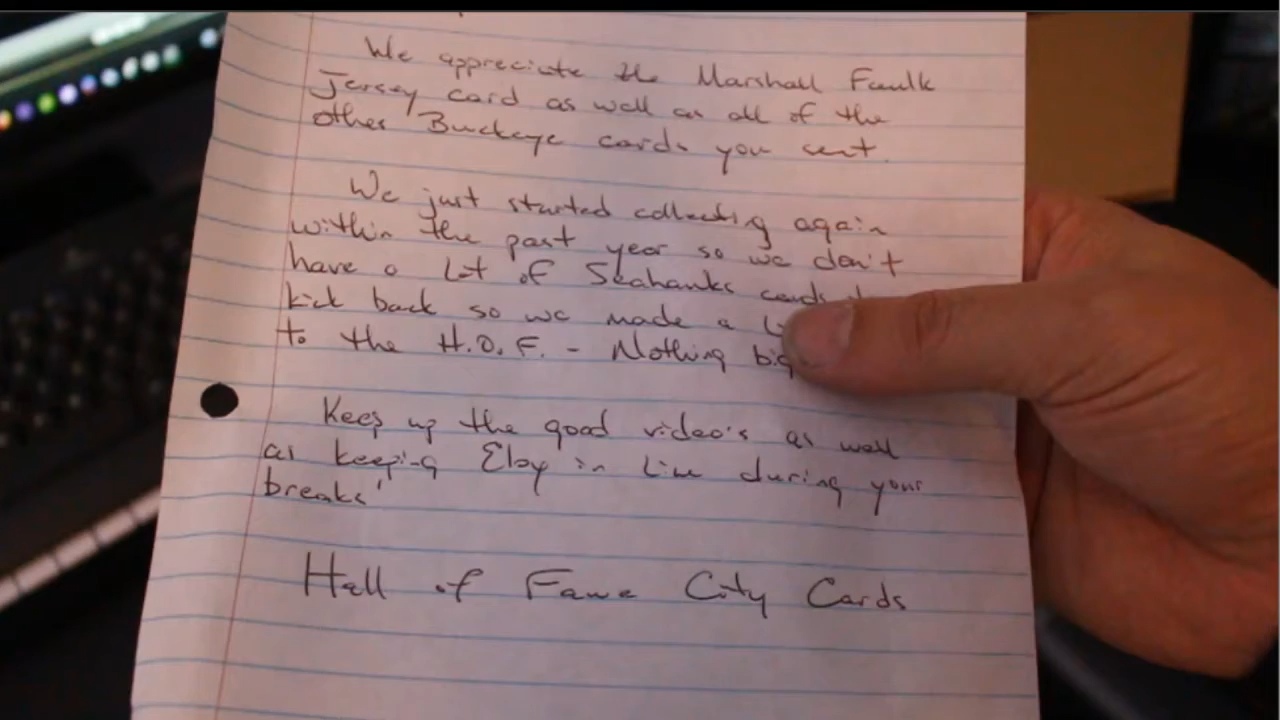 We appreciate the Marshall Faulk
Jersey card as well as all of the
other Buckeye cards you sent.
We just started collecting again
within the past year so we don't
have a lot of Seahawks cards
kick back so we made a
to the H.O.F. - Nothing big
Keep up the good video's as well
as keeping Eby in line during your
breaks'
Hall of Fame City Cards